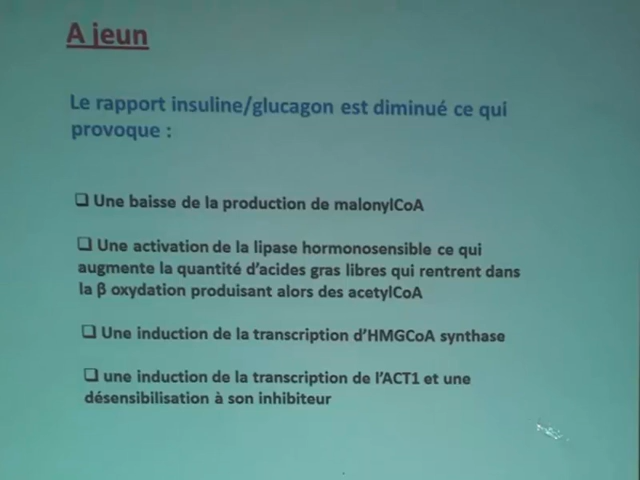 A jeun
Le rapport insuline/glucagon est diminué ce qui
provoque :
❑ Une baisse de la production de malonylCoA
❑ Une activation de la lipase hormonosensible ce qui
augmente la quantité d'acides gras libres qui rentrent dans
la β oxydation produisant alors des acetylCoA
❑ Une induction de la transcription d'HMGCoA synthase
❑ une induction de la transcription de l'ACT1 et une
désensibilisation à son inhibiteur